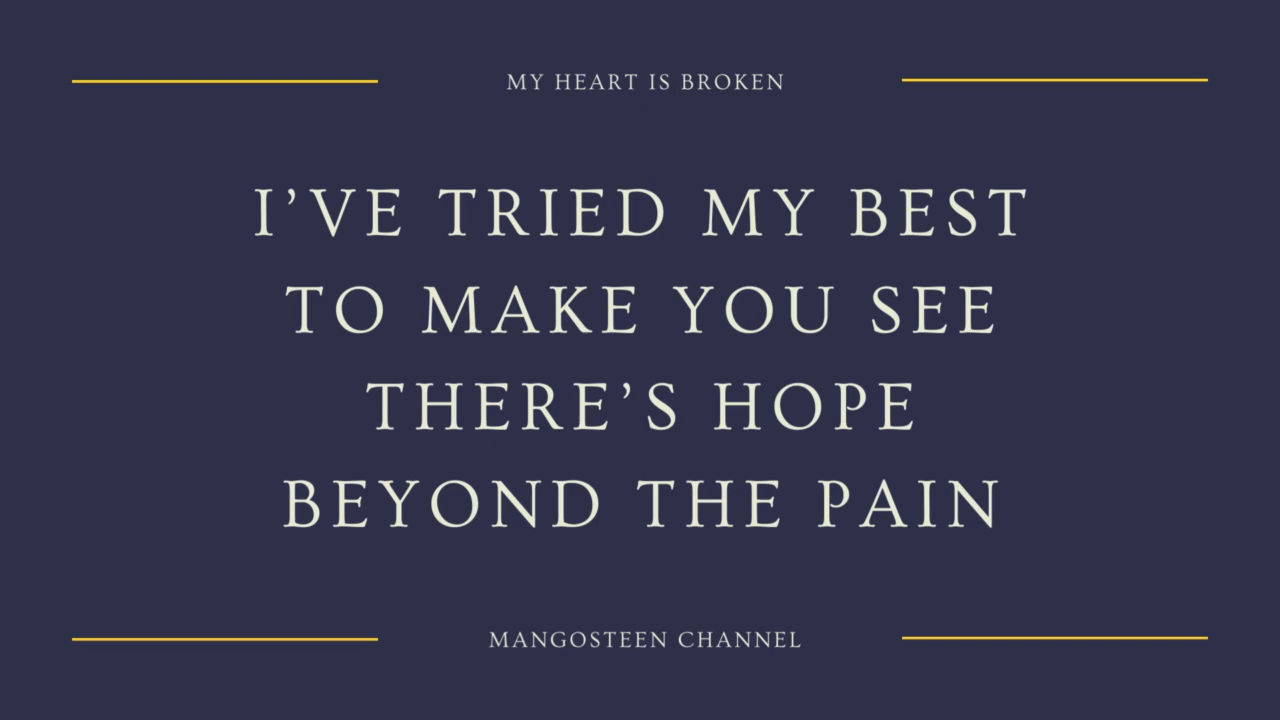 MY HEART IS BROKEN
I’VE TRIED MY BEST
TO MAKE YOU SEE
THERE’S HOPE
BEYOND THE PAIN
MANGOSTEEN CHANNEL